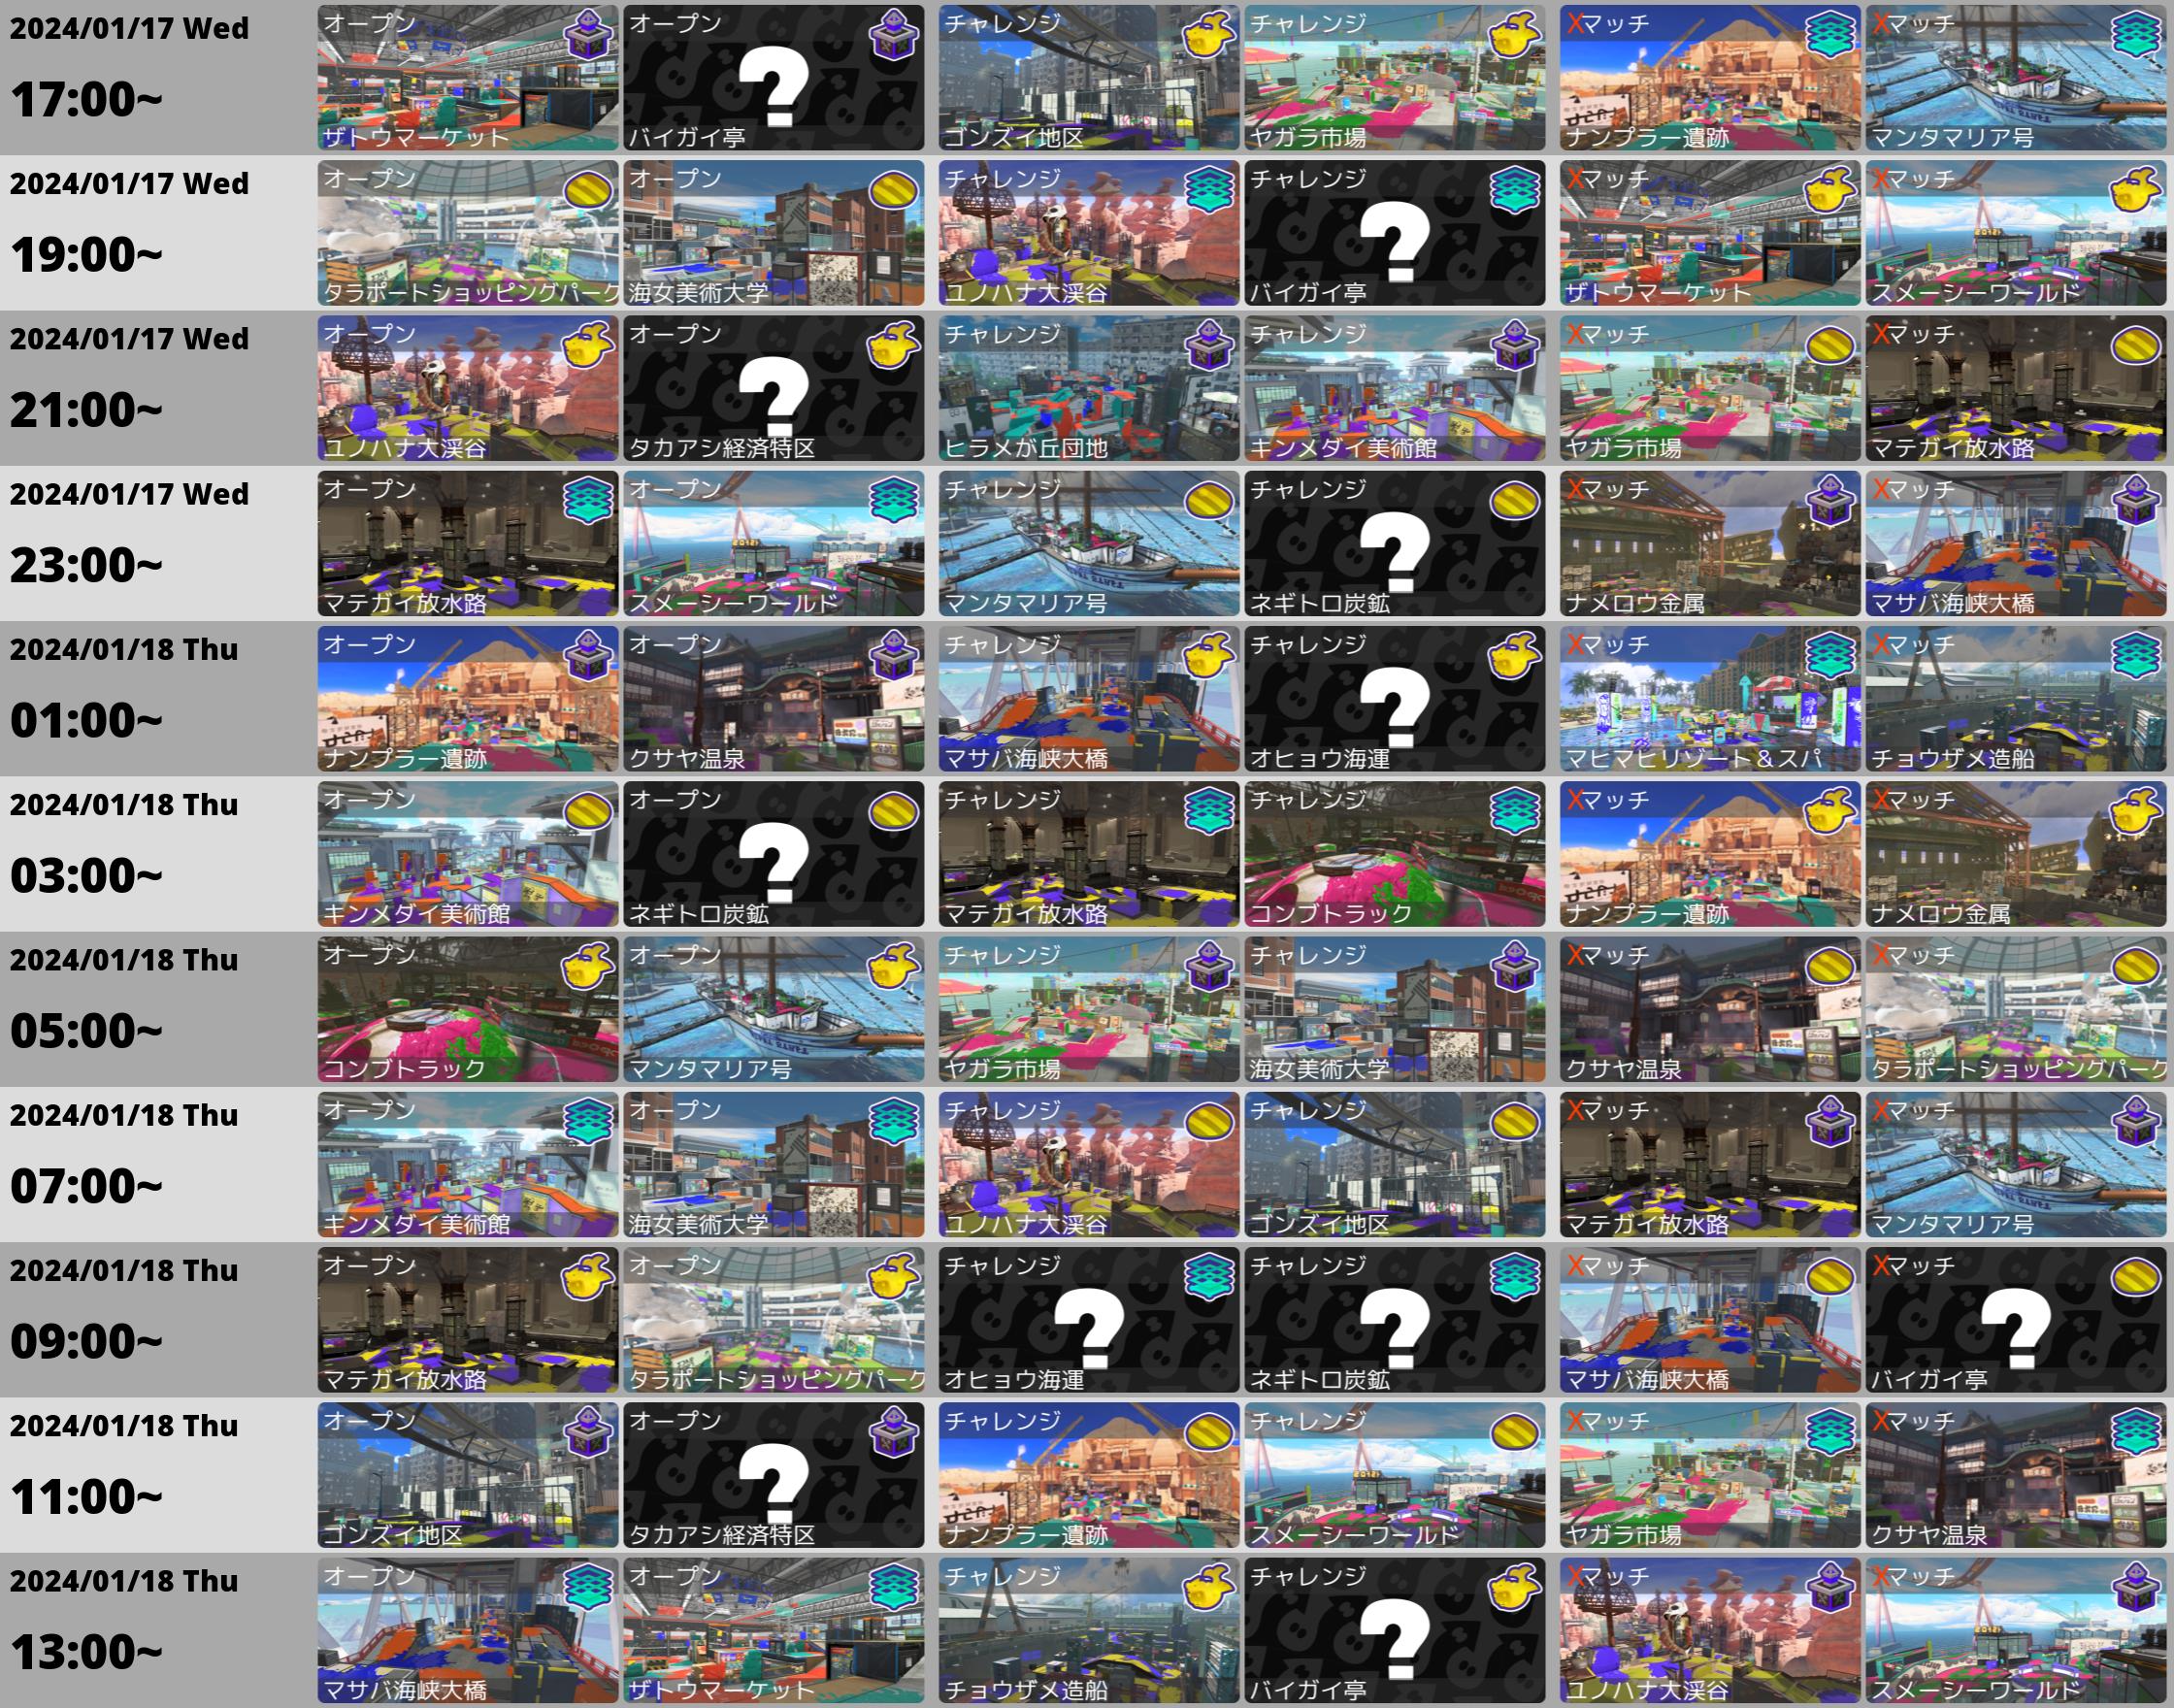 2024/01/17 Wed
17:00~
オープン
ザトウマーケット
オープン
バイガイ亭
チャレンジ
ゴンズイ地区
チャレンジ
ヤガラ市場
Xマッチ
ナンプラー遺跡
Xマッチ
マンタマリア号
2024/01/17 Wed
19:00~
オープン
タラポートショッピングパーク
オープン
海女美術大学
チャレンジ
ユノハナ大渓谷
チャレンジ
バイガイ亭
Xマッチ
ザトウマーケット
Xマッチ
スメーシーワールド
2024/01/17 Wed
21:00~
オープン
ユノハナ大渓谷
オープン
タカアシ経済特区
チャレンジ
ヒラメが丘団地
チャレンジ
キンメダイ美術館
Xマッチ
ヤガラ市場
Xマッチ
マテガイ放水路
2024/01/17 Wed
23:00~
オープン
マテガイ放水路
オープン
スメーシーワールド
チャレンジ
マンタマリア号
チャレンジ
ネギトロ炭鉱
Xマッチ
ナメロウ金属
Xマッチ
マサバ海峡大橋
2024/01/18 Thu
01:00~
オープン
ナンプラー遺跡
オープン
クサヤ温泉
チャレンジ
マサバ海峡大橋
チャレンジ
オヒョウ海運
Xマッチ
マヒマヒリゾート＆スパ
Xマッチ
チョウザメ造船
2024/01/18 Thu
03:00~
オープン
キンメダイ美術館
オープン
ネギトロ炭鉱
チャレンジ
マテガイ放水路
チャレンジ
コンブトラック
Xマッチ
ナンプラー遺跡
Xマッチ
ナメロウ金属
2024/01/18 Thu
05:00~
オープン
コンブトラック
オープン
マンタマリア号
チャレンジ
ヤガラ市場
チャレンジ
海女美術大学
Xマッチ
クサヤ温泉
Xマッチ
タラポートショッピングパーク
2024/01/18 Thu
07:00~
オープン
キンメダイ美術館
オープン
海女美術大学
チャレンジ
ユノハナ大渓谷
チャレンジ
ゴンズイ地区
Xマッチ
マテガイ放水路
Xマッチ
マンタマリア号
2024/01/18 Thu
09:00~
オープン
マテガイ放水路
オープン
タラポートショッピングパーク
チャレンジ
オヒョウ海運
チャレンジ
ネギトロ炭鉱
Xマッチ
マサバ海峡大橋
Xマッチ
バイガイ亭
2024/01/18 Thu
11:00~
オープン
ゴンズイ地区
オープン
タカアシ経済特区
チャレンジ
ナンプラー遺跡
チャレンジ
スメーシーワールド
Xマッチ
ヤガラ市場
Xマッチ
クサヤ温泉
2024/01/18 Thu
13:00~
オープン
マサバ海峡大橋
オープン
ザトウマーケット
チャレンジ
チョウザメ造船
チャレンジ
バイガイ亭
Xマッチ
ユノハナ大渓谷
Xマッチ
スメーシーワールド